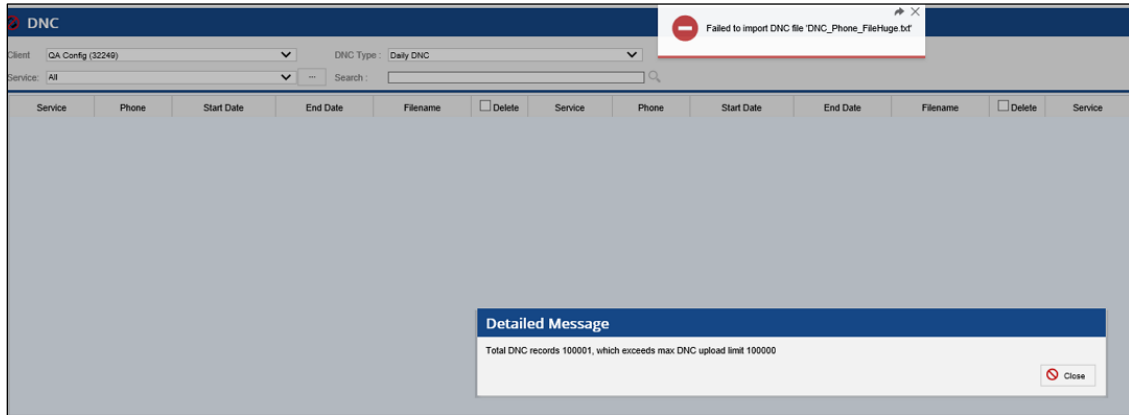 DNC
Failed to import DNC file 'DNC_Phone_FileHuge.txt'
Client QA Config (32249) DNC Type : Daily DNC
Service: All ... Search :
Service Phone Start Date End Date Filename Delete Service Phone Start Date End Date Filename Delete Service
Detailed Message
Total DNC records 100001, which exceeds max DNC upload limit 100000
Close